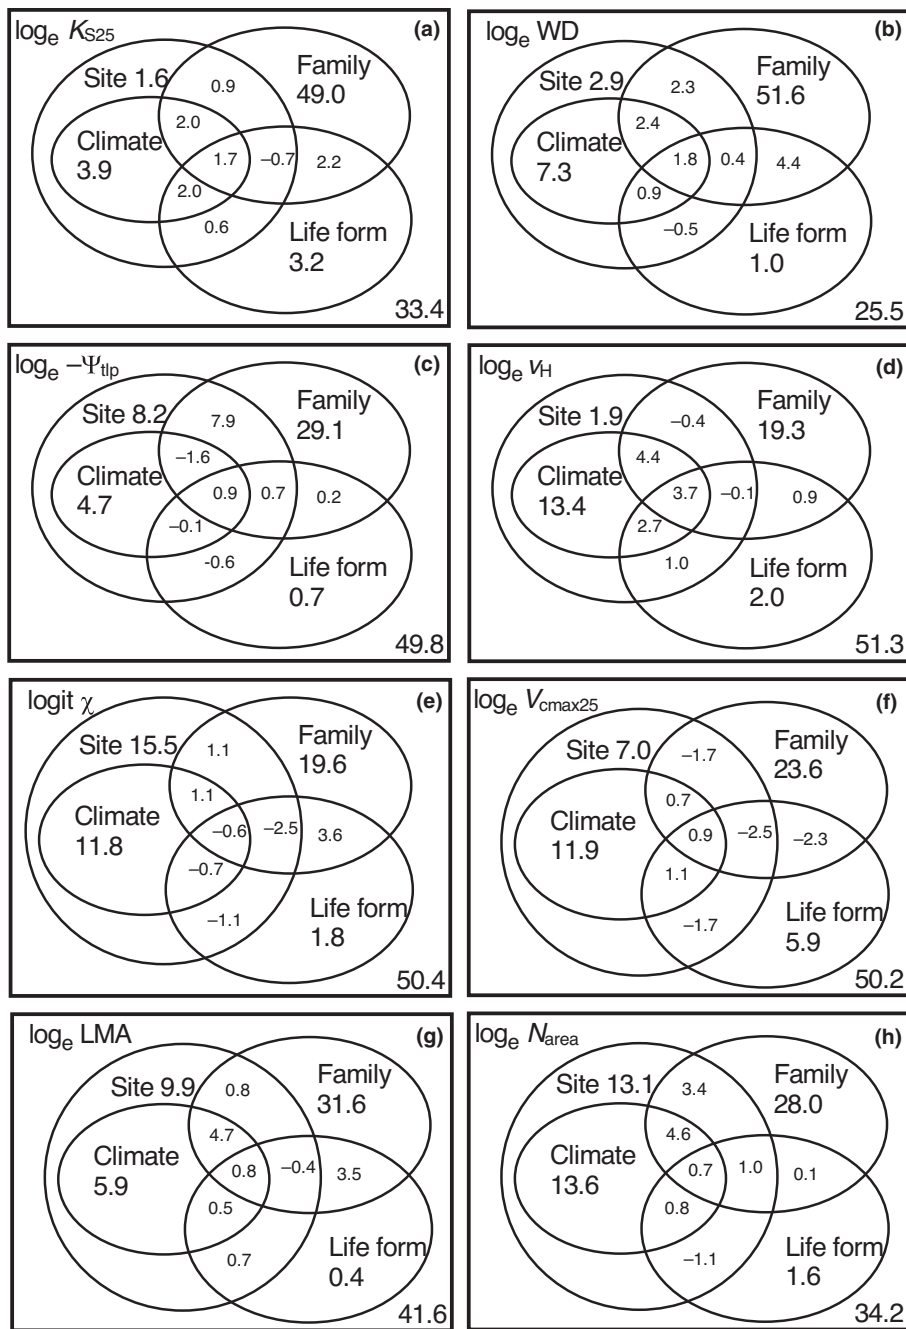 logₑ K_S25 (a)
Site 1.6
0.9
Family
49.0
Climate
3.9
2.0
1.7
–0.7
2.2
2.0
0.6
Life form
3.2
33.4
logₑ WD (b)
Site 2.9
2.3
Family
51.6
Climate
7.3
2.4
1.8
0.4
4.4
0.9
–0.5
Life form
1.0
25.5
logₑ –Ψ_tlp (c)
Site 8.2
7.9
Family
29.1
Climate
4.7
–1.6
0.9
0.7
0.2
–0.1
-0.6
Life form
0.7
49.8
logₑ v_H (d)
Site 1.9
–0.4
Family
19.3
Climate
13.4
4.4
3.7
–0.1
0.9
2.7
1.0
Life form
2.0
51.3
logit χ (e)
Site 15.5
1.1
Family
19.6
Climate
11.8
1.1
–0.6
–2.5
3.6
–0.7
–1.1
Life form
1.8
50.4
logₑ V_cmax25 (f)
Site 7.0
–1.7
Family
23.6
Climate
11.9
0.7
0.9
–2.5
–2.3
1.1
–1.7
Life form
5.9
50.2
logₑ LMA (g)
Site 9.9
0.8
Family
31.6
Climate
5.9
4.7
0.8
–0.4
3.5
0.5
0.7
Life form
0.4
41.6
logₑ N_area (h)
Site 13.1
3.4
Family
28.0
Climate
13.6
4.6
0.7
1.0
0.1
0.8
–1.1
Life form
1.6
34.2